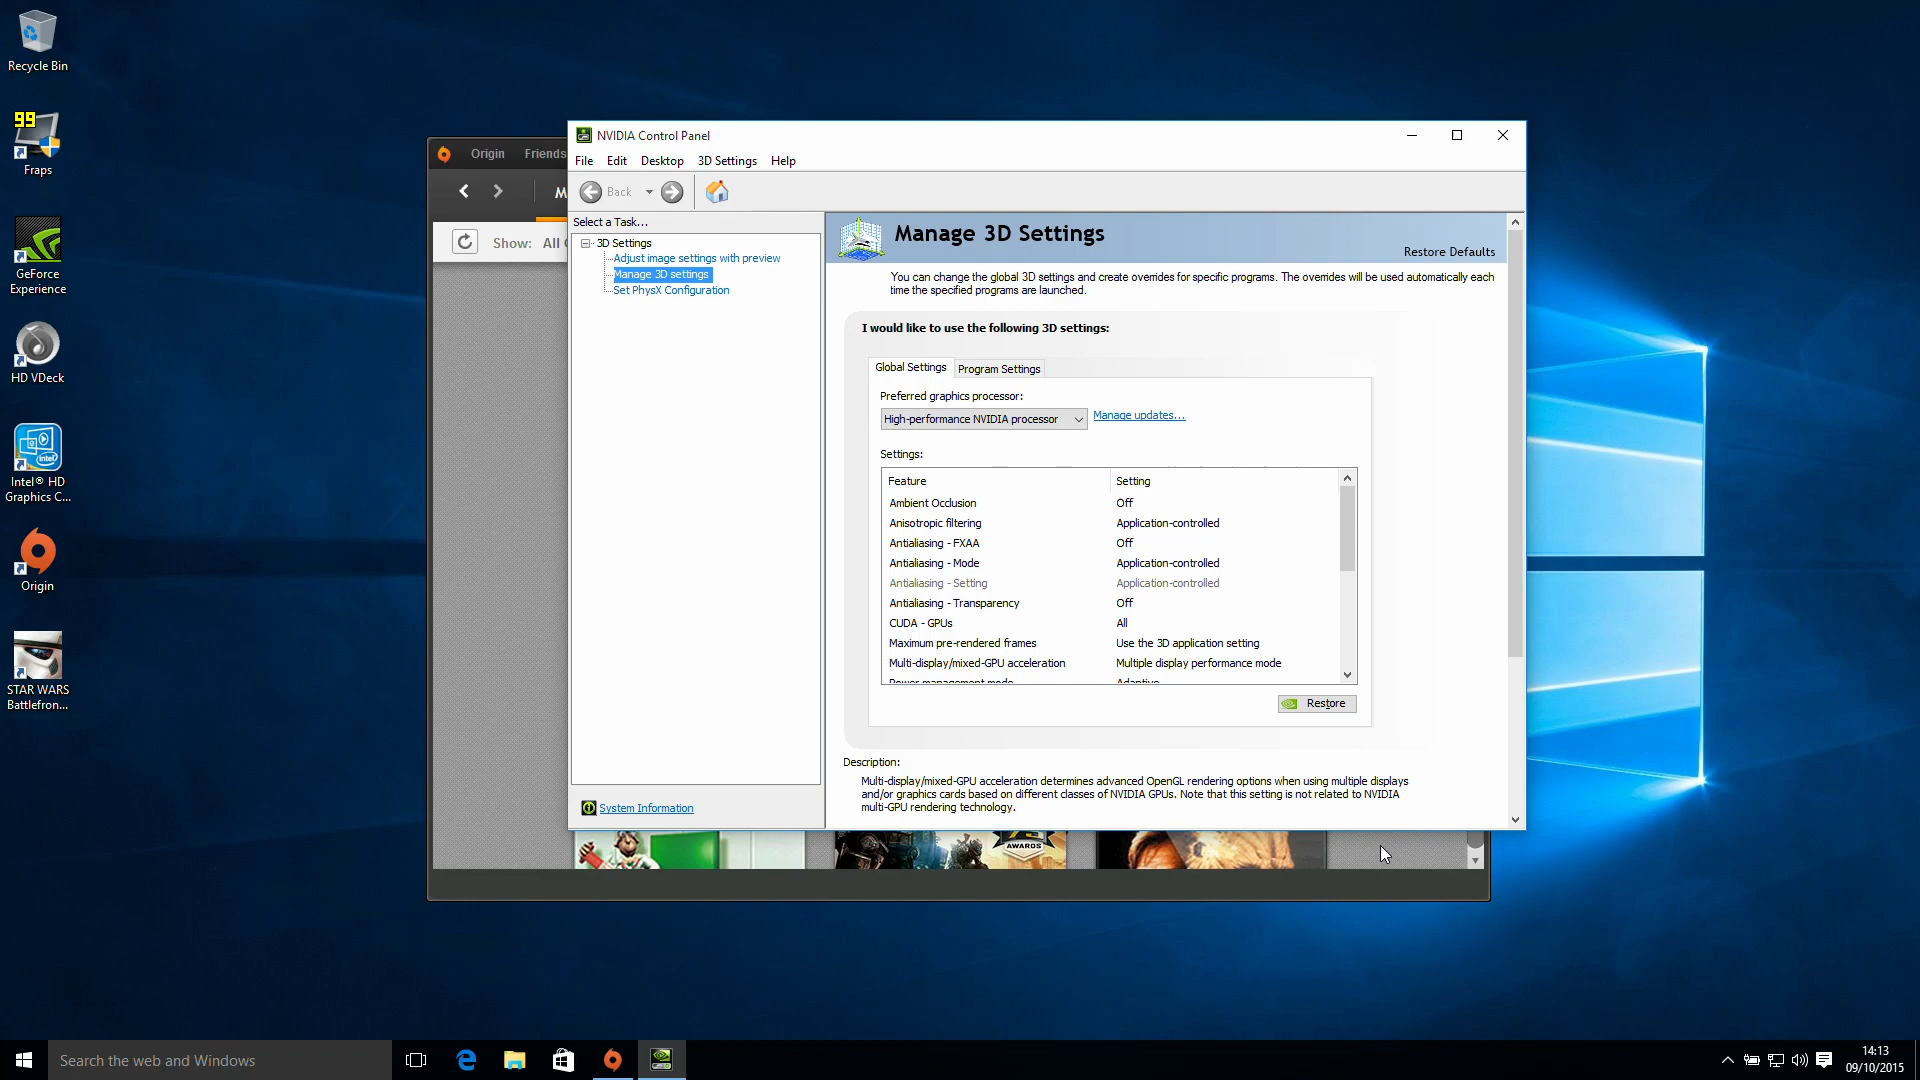 Recycle Bin
99
Fraps
GeForce
Experience
HD VDeck
intel
Intel® HD
Graphics C...
Origin
STAR WARS
Battlefron...
Origin
Friends
M
Show:
All
NVIDIA Control Panel
File
Edit
Desktop
3D Settings
Help
Back
Select a Task...
3D Settings
Adjust image settings with preview
Manage 3D settings
Set PhysX Configuration
System Information
Manage 3D Settings
Restore Defaults
You can change the global 3D settings and create overrides for specific programs. The overrides will be used automatically each
time the specified programs are launched.
I would like to use the following 3D settings:
Global Settings
Program Settings
Preferred graphics processor:
High-performance NVIDIA processor
Manage updates...
Settings:
Feature
Setting
Ambient Occlusion
Off
Anisotropic filtering
Application-controlled
Antialiasing - FXAA
Off
Antialiasing - Mode
Application-controlled
Antialiasing - Setting
Application-controlled
Antialiasing - Transparency
Off
CUDA - GPUs
All
Maximum pre-rendered frames
Use the 3D application setting
Multi-display/mixed-GPU acceleration
Multiple display performance mode
Power management mode
Adaptive
Restore
Description:
Multi-display/mixed-GPU acceleration determines advanced OpenGL rendering options when using multiple displays
and/or graphics cards based on different classes of NVIDIA GPUs. Note that this setting is not related to NVIDIA
multi-GPU rendering technology.
AWARDS
Search the web and Windows
14:13
09/10/2015